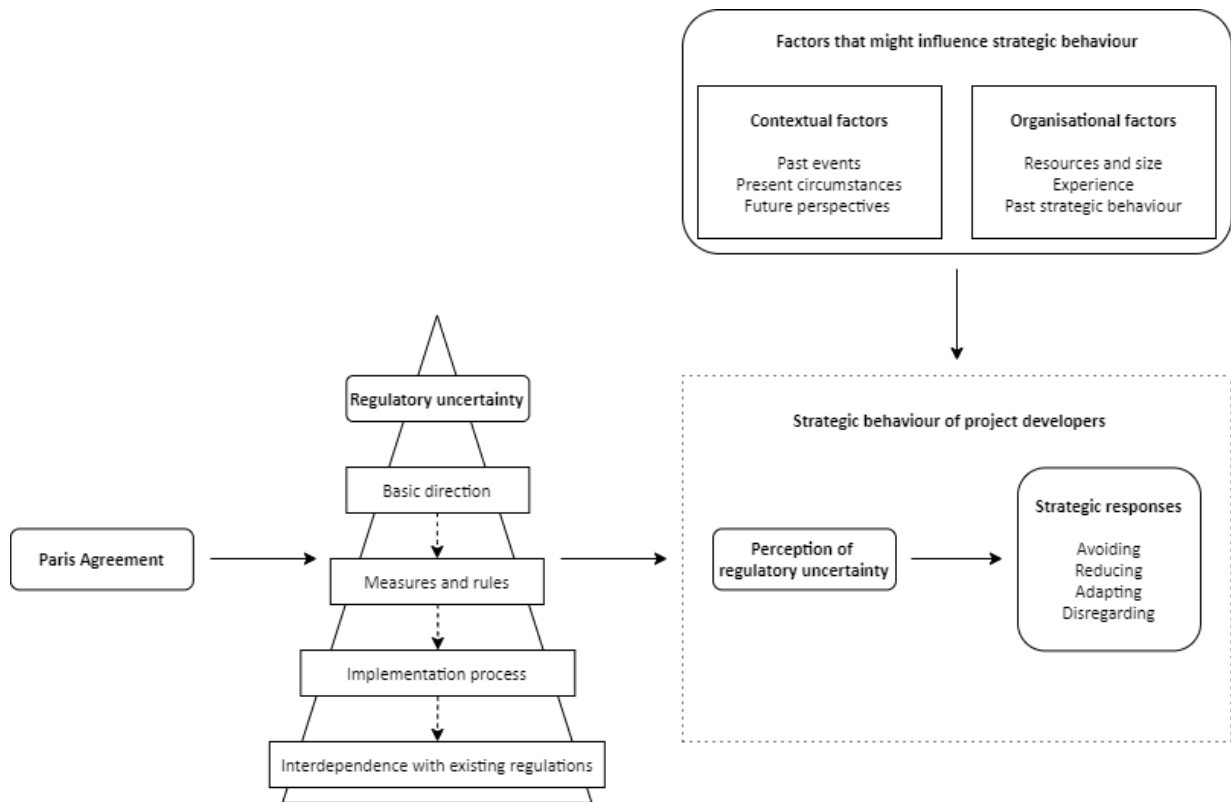 Factors that might influence strategic behaviour
Contextual factors
Past events
Present circumstances
Future perspectives
Organisational factors
Resources and size
Experience
Past strategic behaviour
Paris Agreement
Regulatory uncertainty
Basic direction
Measures and rules
Implementation process
Interdependence with existing regulations
Strategic behaviour of project developers
Perception of
regulatory uncertainty
Strategic responses
Avoiding
Reducing
Adapting
Disregarding